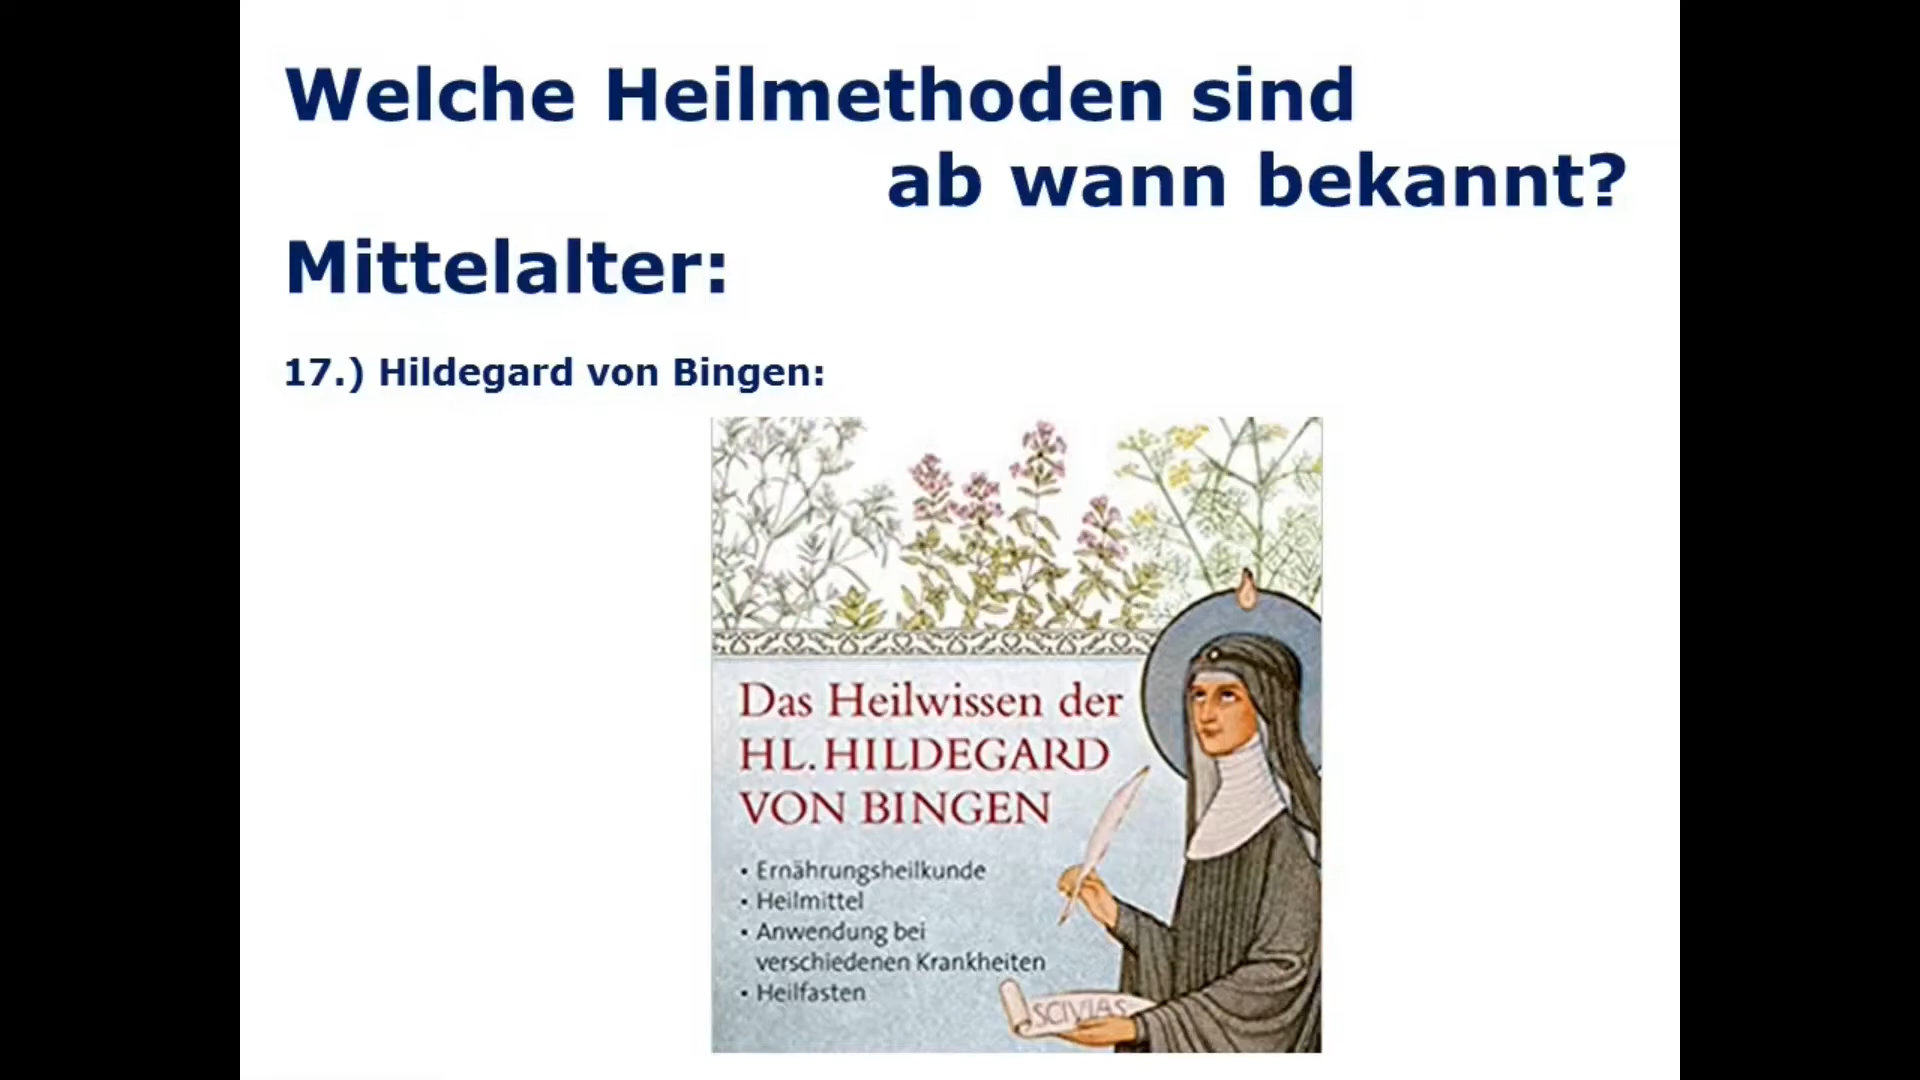 Welche Heilmethoden sind
ab wann bekannt?
Mittelalter:
17.) Hildegard von Bingen:
Das Heilwissen der
HL. HILDEGARD
VON BINGEN
• Ernährungsheilkunde
• Heilmittel
• Anwendung bei
verschiedenen Krankheiten
• Heilfasten
SCIVIAS